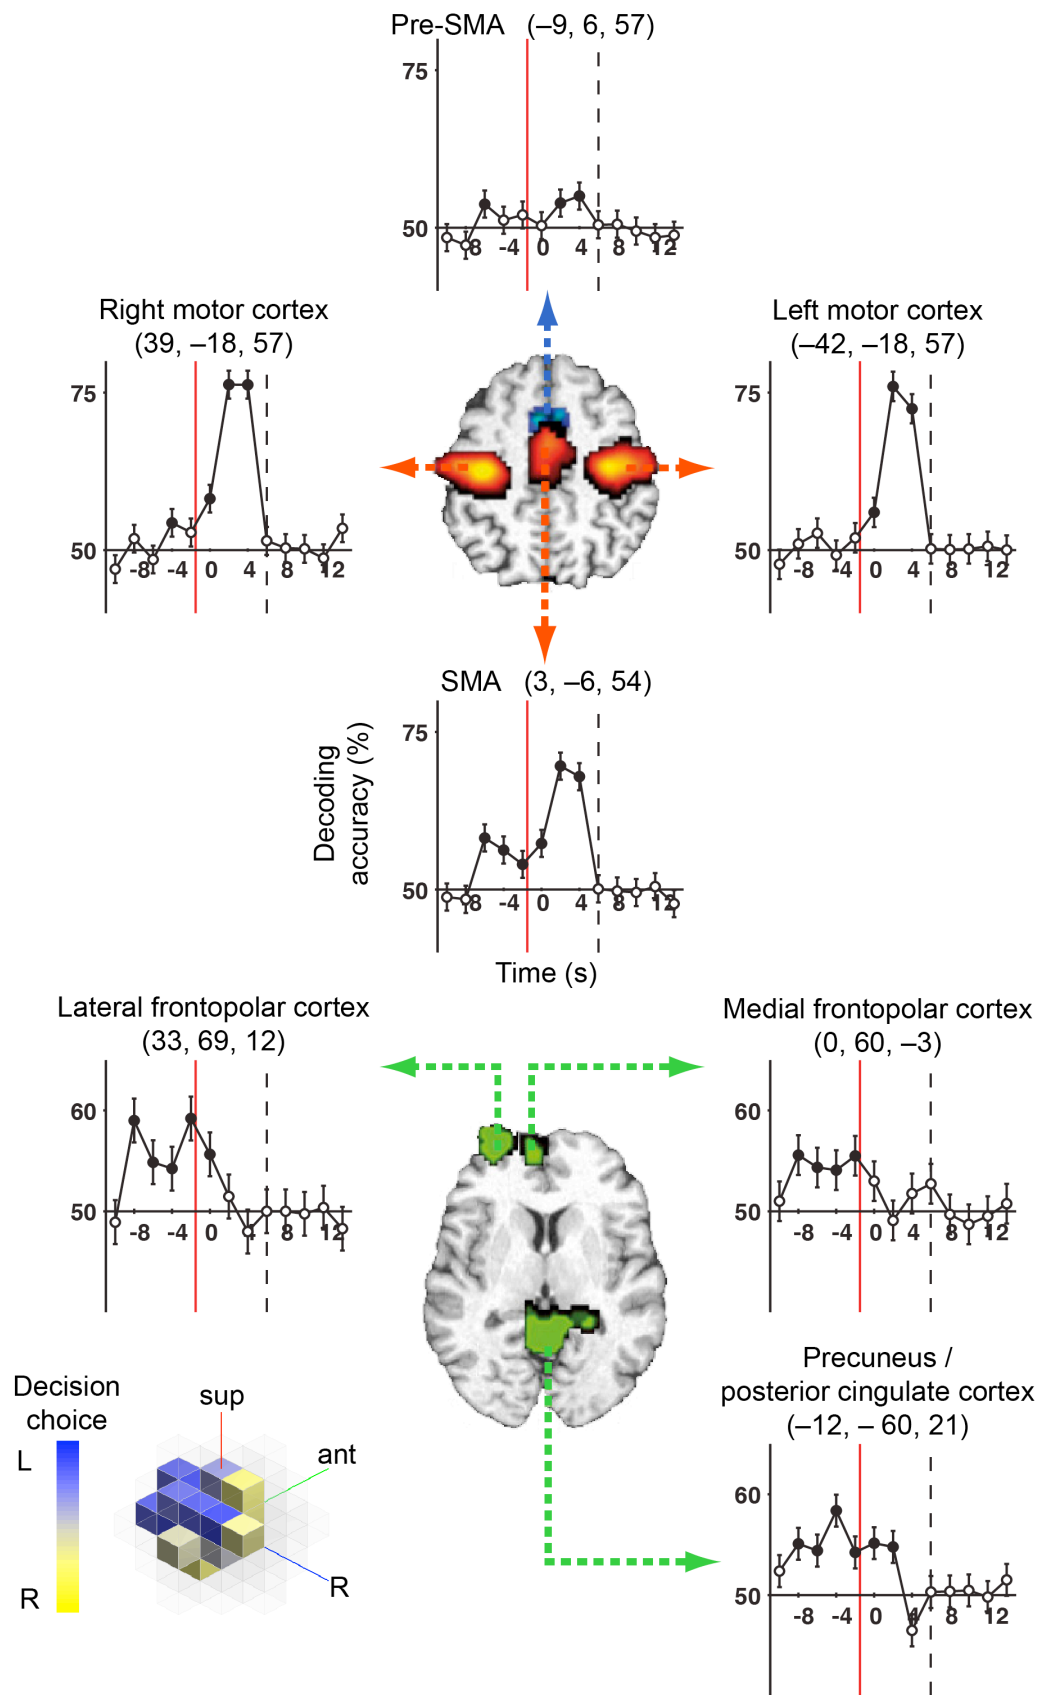 Pre-SMA (–9, 6, 57)
75
50
-8 -4 0 4 8 12
Right motor cortex
(39, –18, 57)
75
50
-8 -4 0 4 8 12
Left motor cortex
(–42, –18, 57)
75
50
-8 -4 0 4 8 12
SMA (3, –6, 54)
Decoding
accuracy (%)
75
50
-8 -4 0 4 8 12
Time (s)
Lateral frontopolar cortex
(33, 69, 12)
60
50
-8 -4 0 4 8 12
Medial frontopolar cortex
(0, 60, –3)
60
50
-8 -4 0 4 8 12
Decision
choice
L
R
sup
ant
R
Precuneus /
posterior cingulate cortex
(–12, – 60, 21)
60
50
-8 -4 0 4 8 12